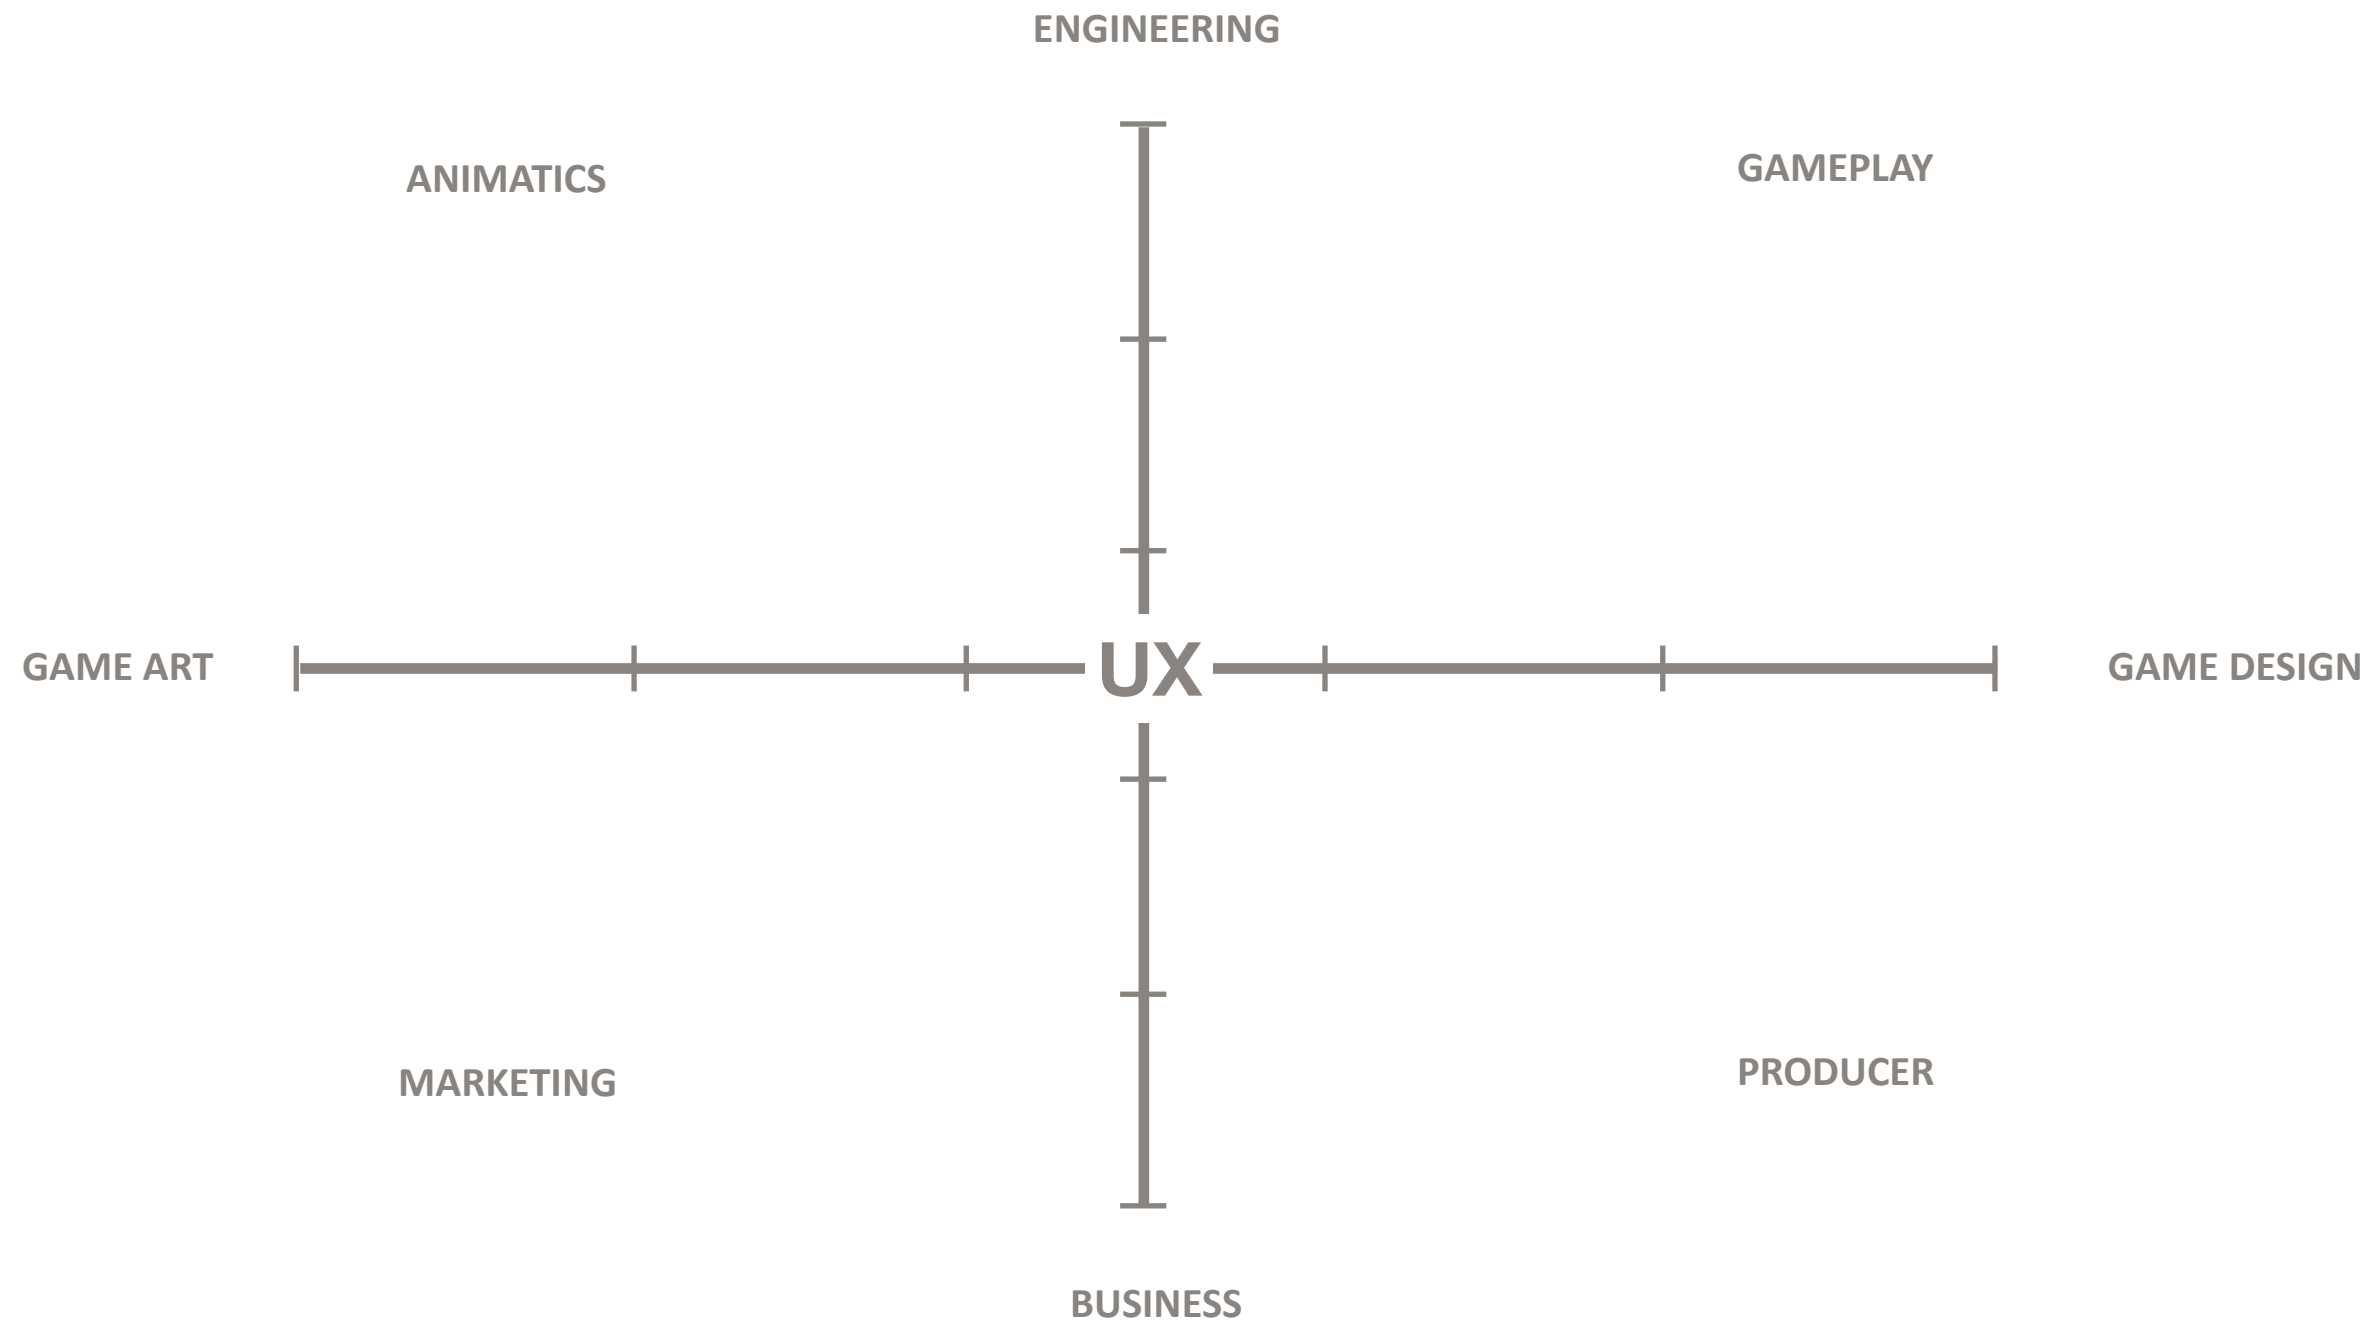 ENGINEERING
ANIMATICS
GAMEPLAY
GAME ART
UX
GAME DESIGN
MARKETING
PRODUCER
BUSINESS